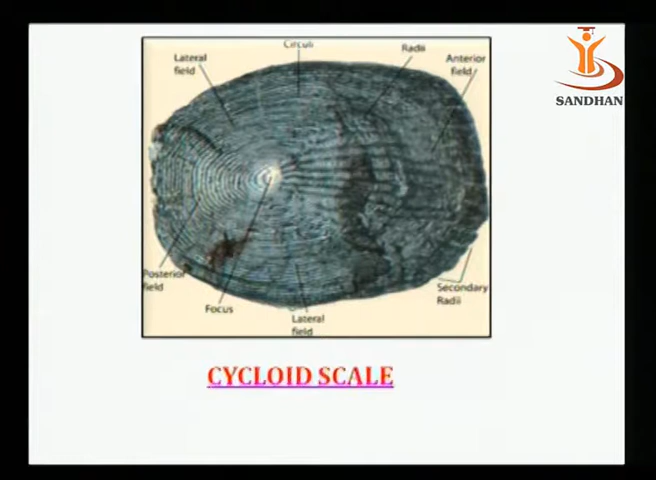 Circuli
Radii
Lateral
field
Anterior
field
SANDHAN
Posterior
field
Focus
Lateral
field
Secondary
Radii
CYCLOID SCALE